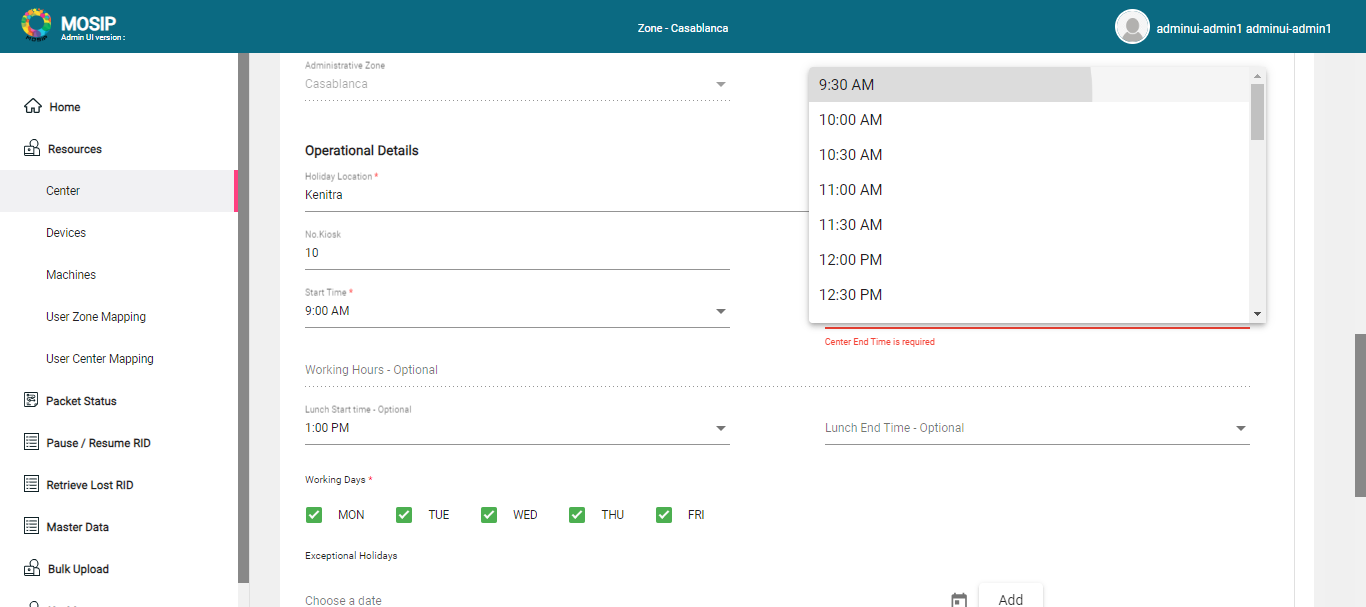 MOSIP
Admin UI version :
Zone - Casablanca
adminui-admin1 adminui-admin1
Home
Resources
Center
Devices
Machines
User Zone Mapping
User Center Mapping
Packet Status
Pause / Resume RID
Retrieve Lost RID
Master Data
Bulk Upload
Administrative Zone
Casablanca
Operational Details
Holiday Location *
Kenitra
No.Kiosk
10
Start Time *
9:00 AM
9:30 AM
10:00 AM
10:30 AM
11:00 AM
11:30 AM
12:00 PM
12:30 PM
Center End Time is required
Working Hours - Optional
Lunch Start time - Optional
1:00 PM
Lunch End Time - Optional
Working Days *
MON TUE WED THU FRI
Exceptional Holidays
Choose a date
Add